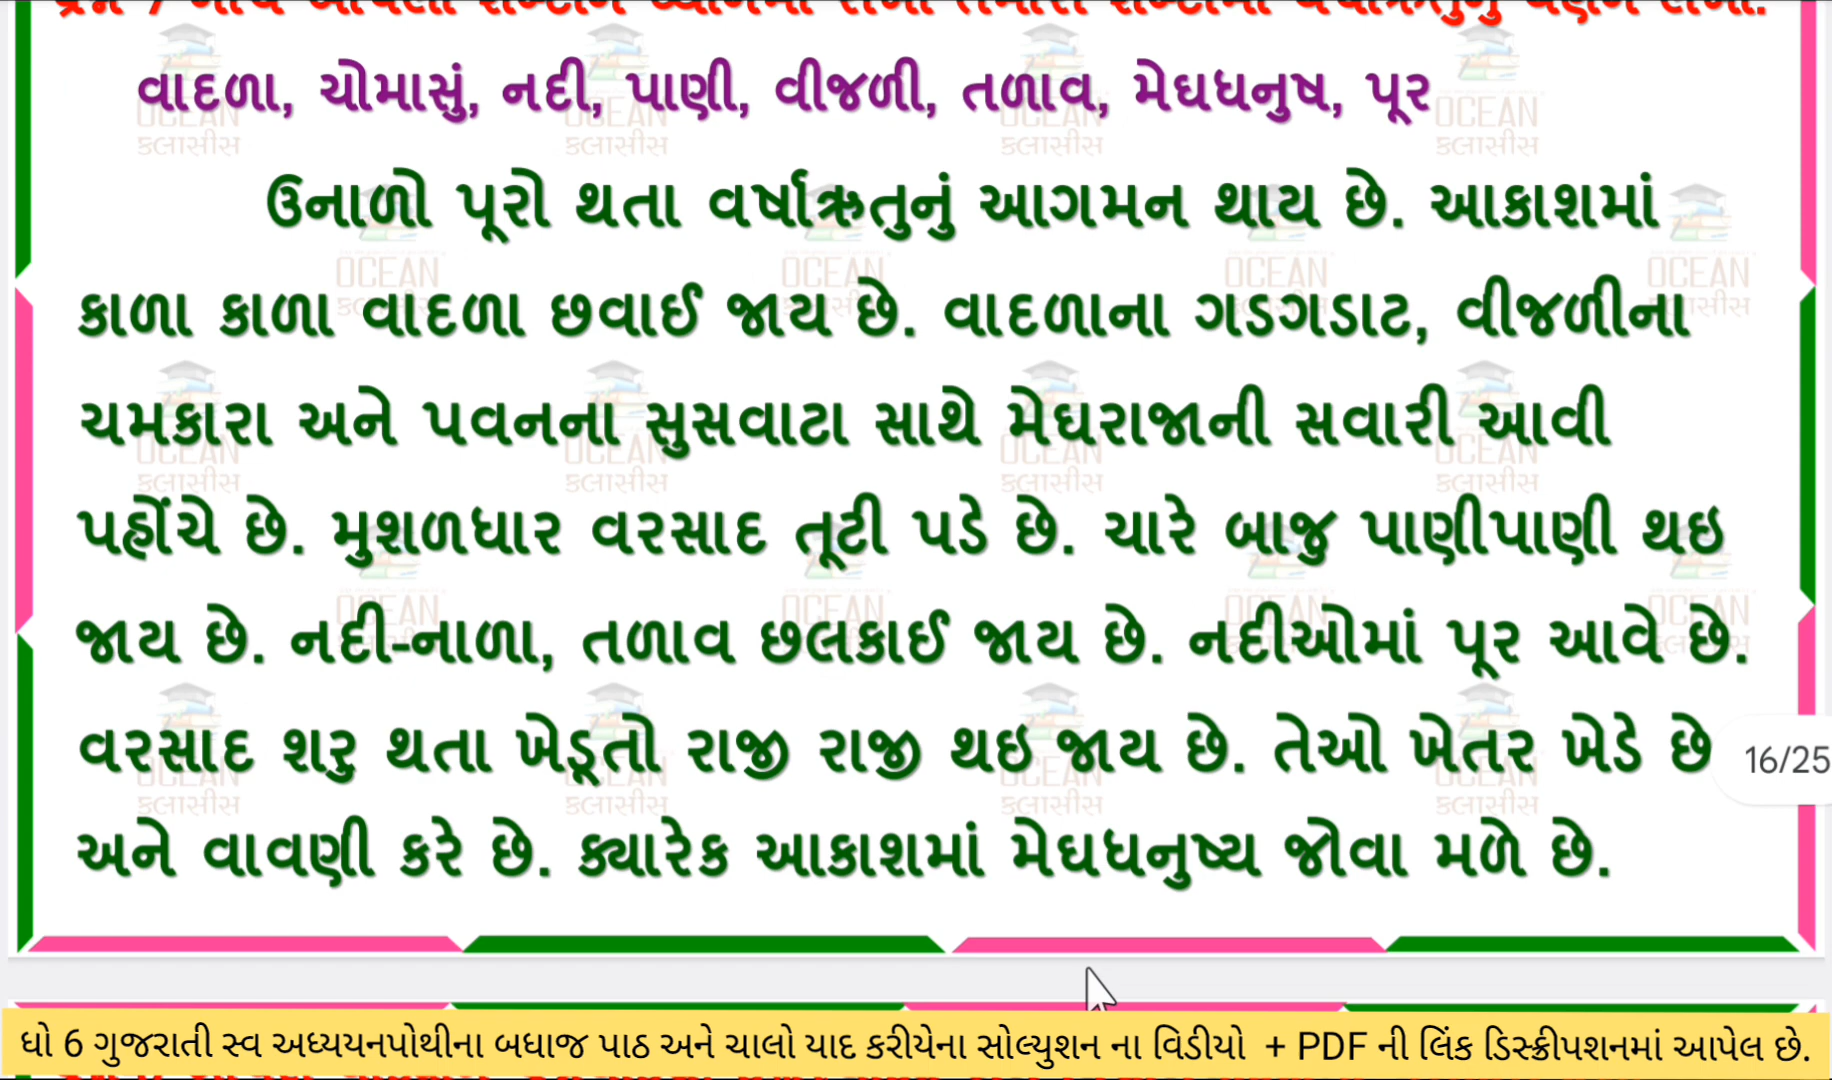 વાદળા, ચોમાસું, નદી, પાણી, વીજળી, તળાવ, મેઘધનુષ, પૂર
ઉનાળો પૂરો થતા વર્ષાઋતુનું આગમન થાય છે. આકાશમાં
કાળા કાળા વાદળા છવાઈ જાય છે. વાદળાના ગડગડાટ, વીજળીના
ચમકારા અને પવનના સુસવાટા સાથે મેઘરાજાની સવારી આવી
પહોંચે છે. મુશળધાર વરસાદ તૂટી પડે છે. ચારે બાજુ પાણીપાણી થઇ
જાય છે. નદી-નાળા, તળાવ છલકાઈ જાય છે. નદીઓમાં પૂર આવે છે.
વરસાદ શરુ થતા ખેડૂતો રાજી રાજી થઇ જાય છે. તેઓ ખેતર ખેડે છે
16/25
અને વાવણી કરે છે. ક્યારેક આકાશમાં મેઘધનુષ્ય જોવા મળે છે.
ધો 6 ગુજરાતી સ્વ અધ્યયનપોથીના બધાજ પાઠ અને ચાલો યાદ કરીયેના સોલ્યુશન ના વિડીયો + PDF ની લિંક ડિસ્ક્રીપશનમાં આપેલ છે.
OCEAN
કલાસીસ